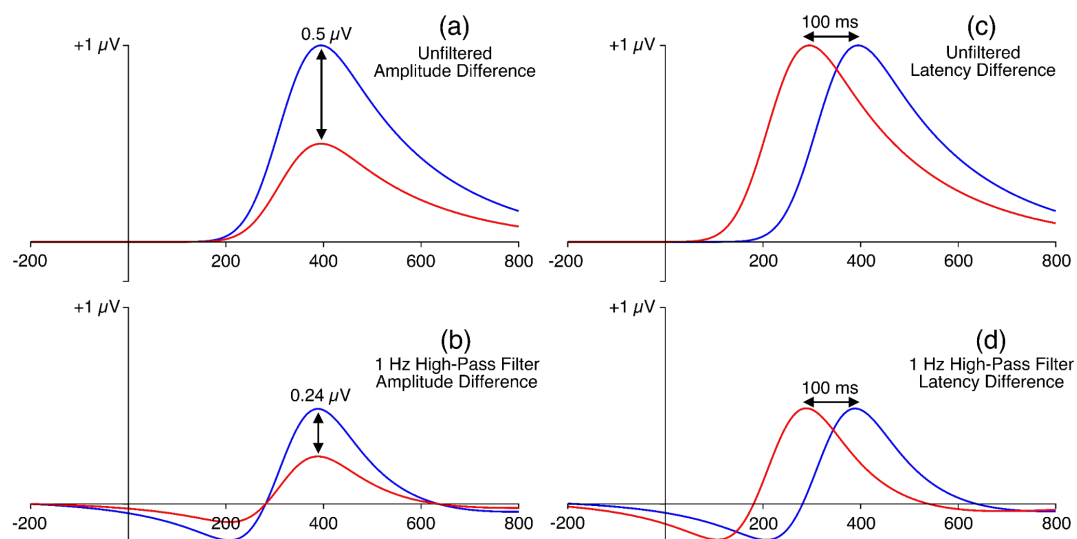 (a)
0.5 µV
+1 µV
Unfiltered
Amplitude Difference
-200
200
400
600
800
(c)
100 ms
+1 µV
Unfiltered
Latency Difference
-200
200
400
600
800
(b)
+1 µV
1 Hz High-Pass Filter
Amplitude Difference
0.24 µV
-200
200
400
600
800
(d)
+1 µV
1 Hz High-Pass Filter
Latency Difference
100 ms
-200
200
400
600
800